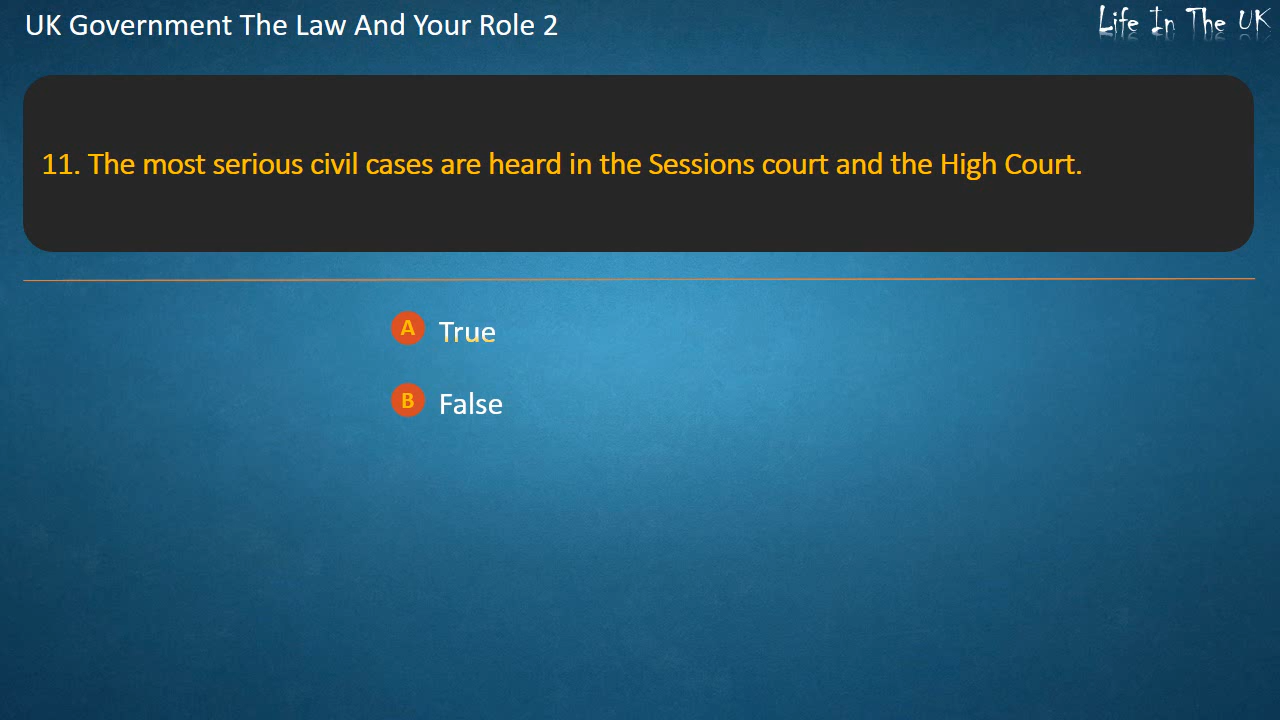 UK Government The Law And Your Role 2
Life In The UK
11. The most serious civil cases are heard in the Sessions court and the High Court.
A True
B False